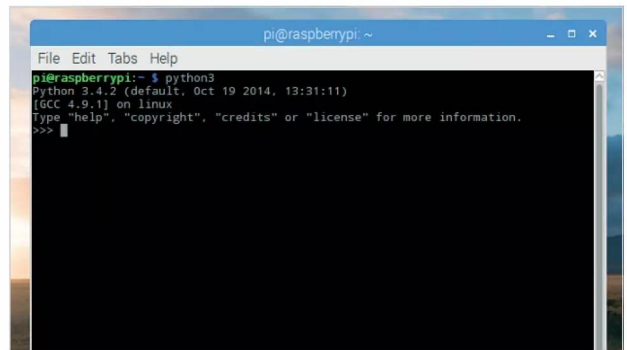 pi@raspberrypi: ~
File Edit Tabs Help
pi@raspberrypi:~ $ python3
Python 3.4.2 (default, Oct 19 2014, 13:31:11)
[GCC 4.9.1] on linux
Type "help", "copyright", "credits" or "license" for more information.
>>>